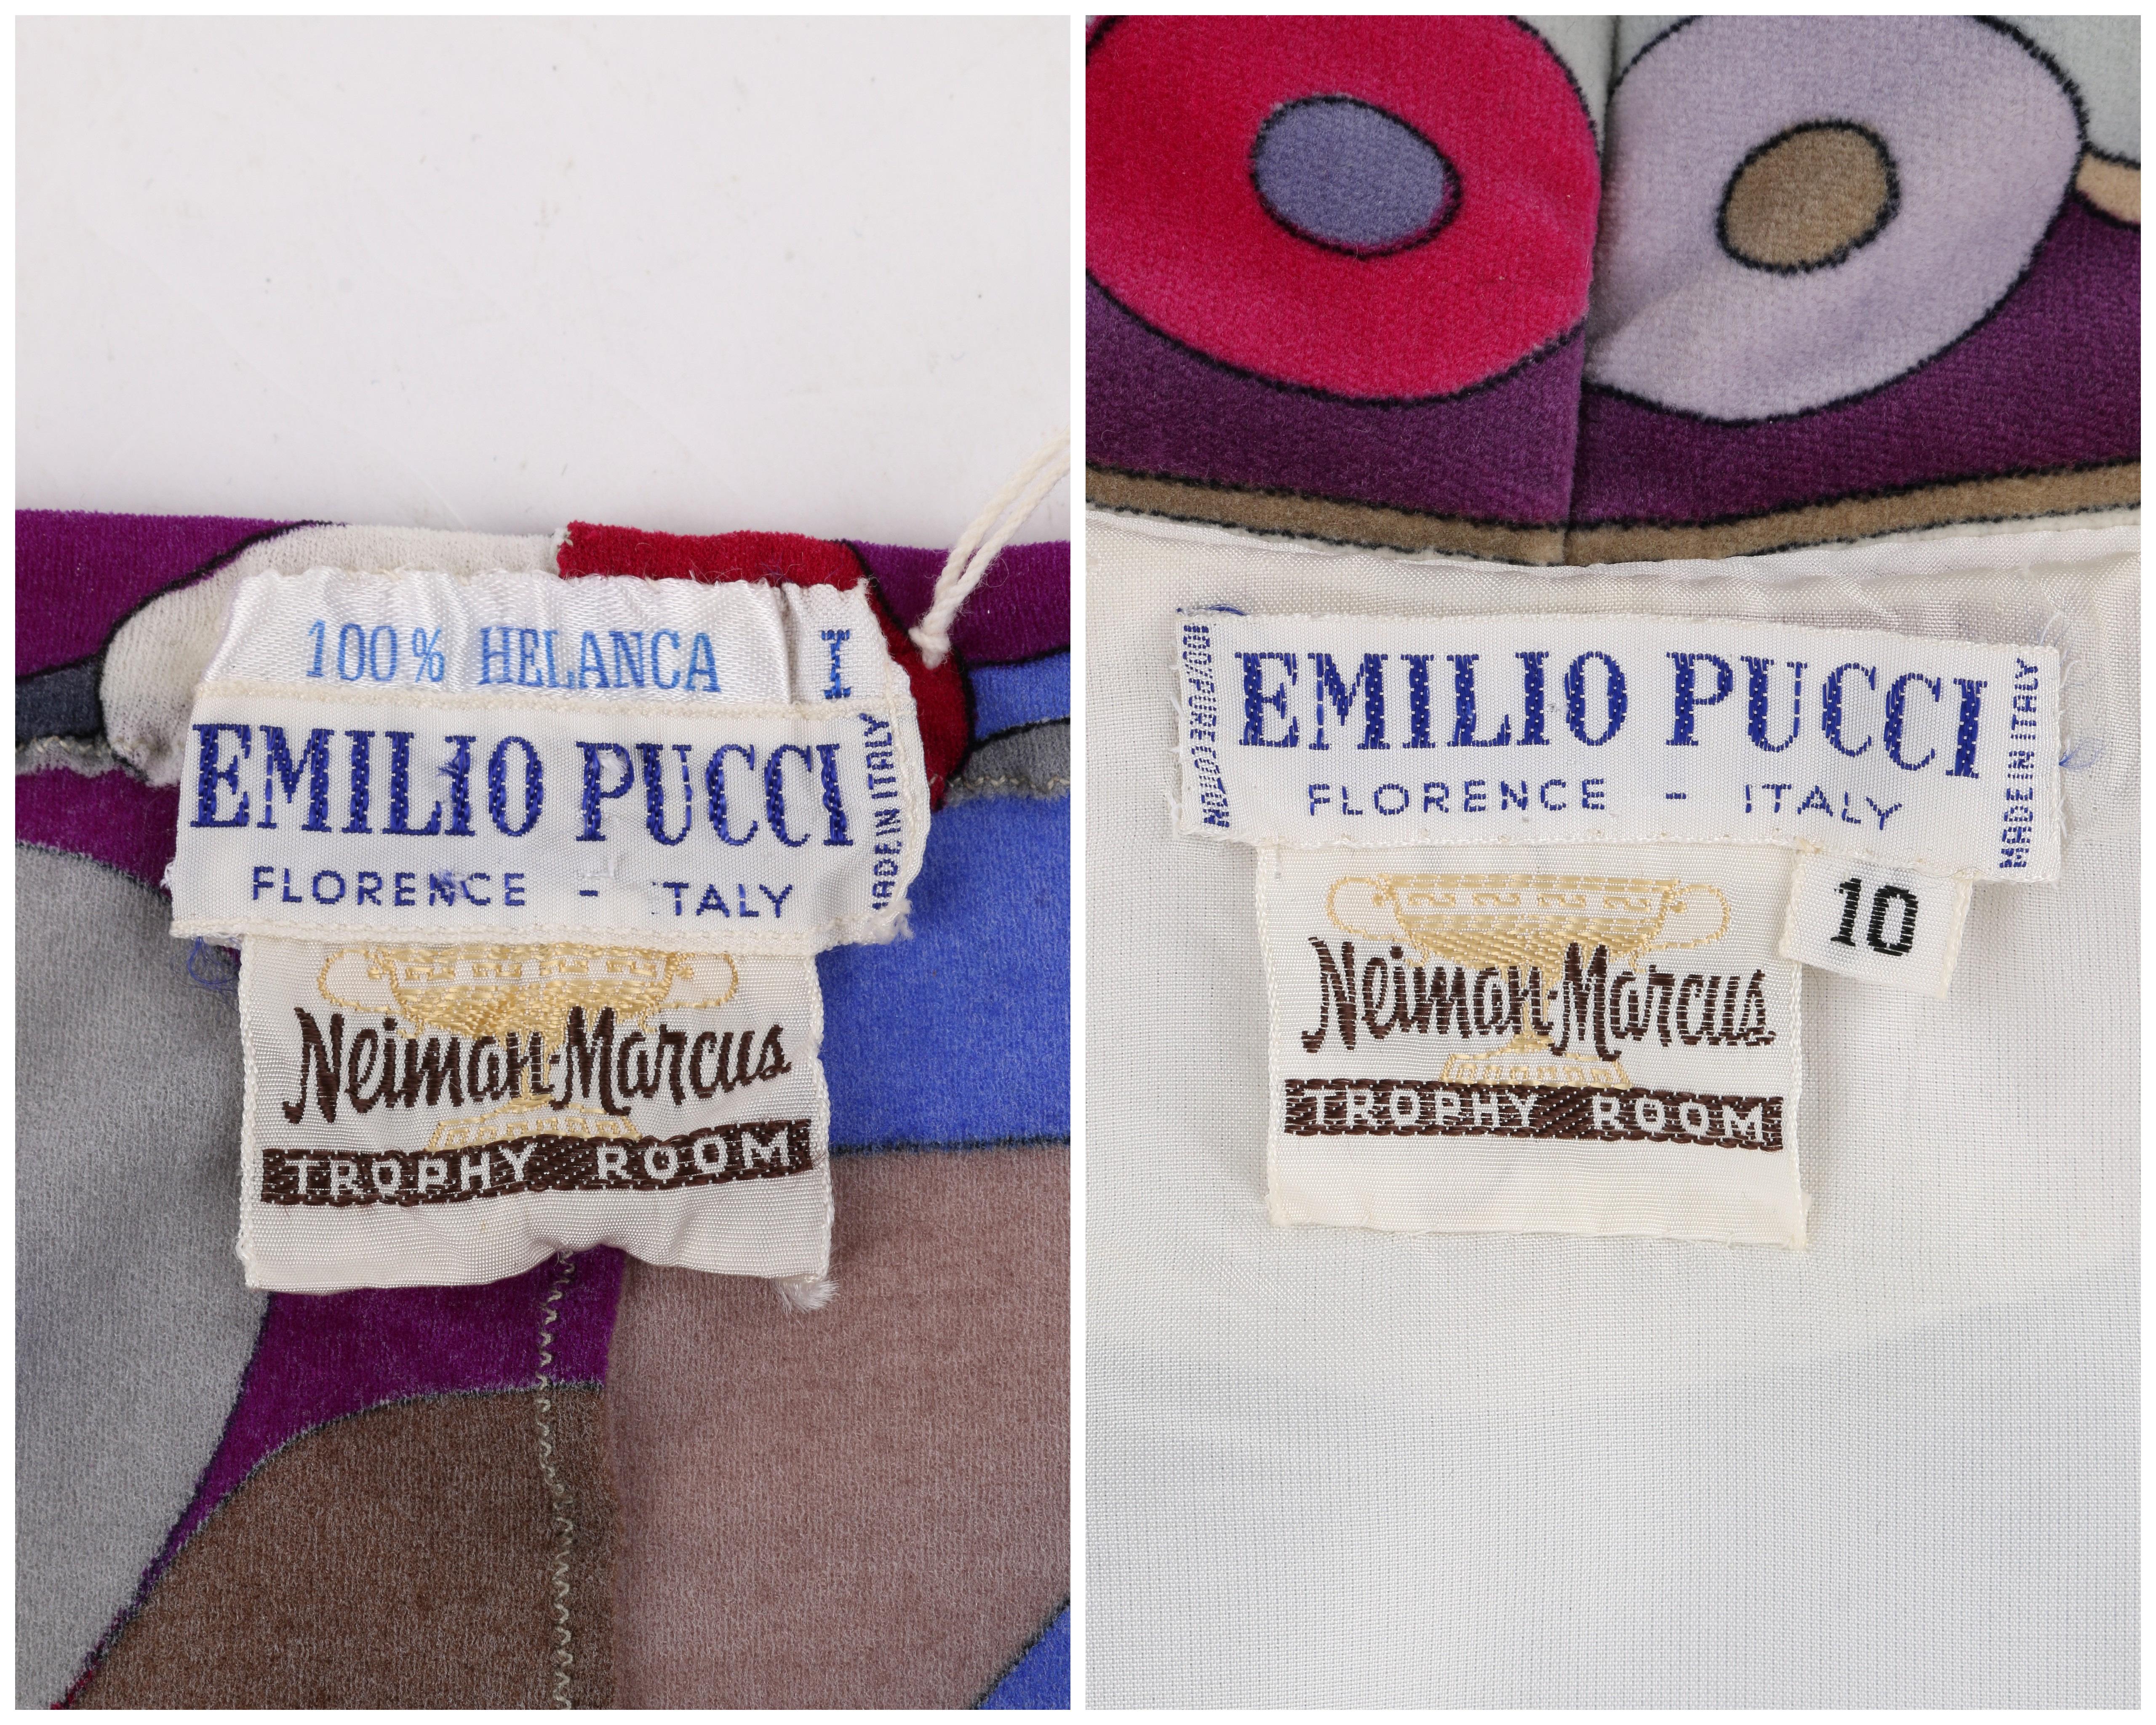 100% HELANCA I
EMILIO PUCCI
FLORENCE - ITALY
MADE IN ITALY
Neiman-Marcus
TROPHY ROOM
100% PURE COTTON
EMILIO PUCCI
FLORENCE - ITALY
MADE IN ITALY
10
Neiman-Marcus
TROPHY ROOM